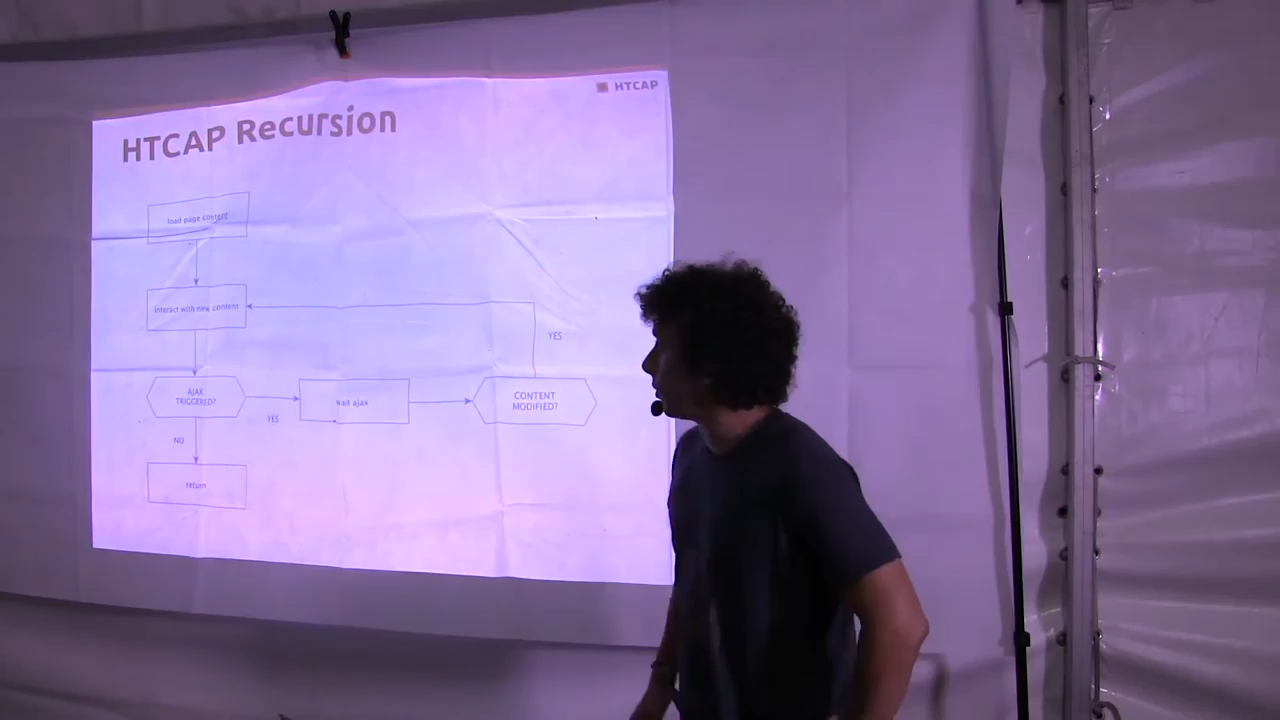 HTCAP
HTCAP Recursion
load page content
interact with new content
YES
AJAX
TRIGGERED?
YES
wait ajax
CONTENT
MODIFIED?
NO
return